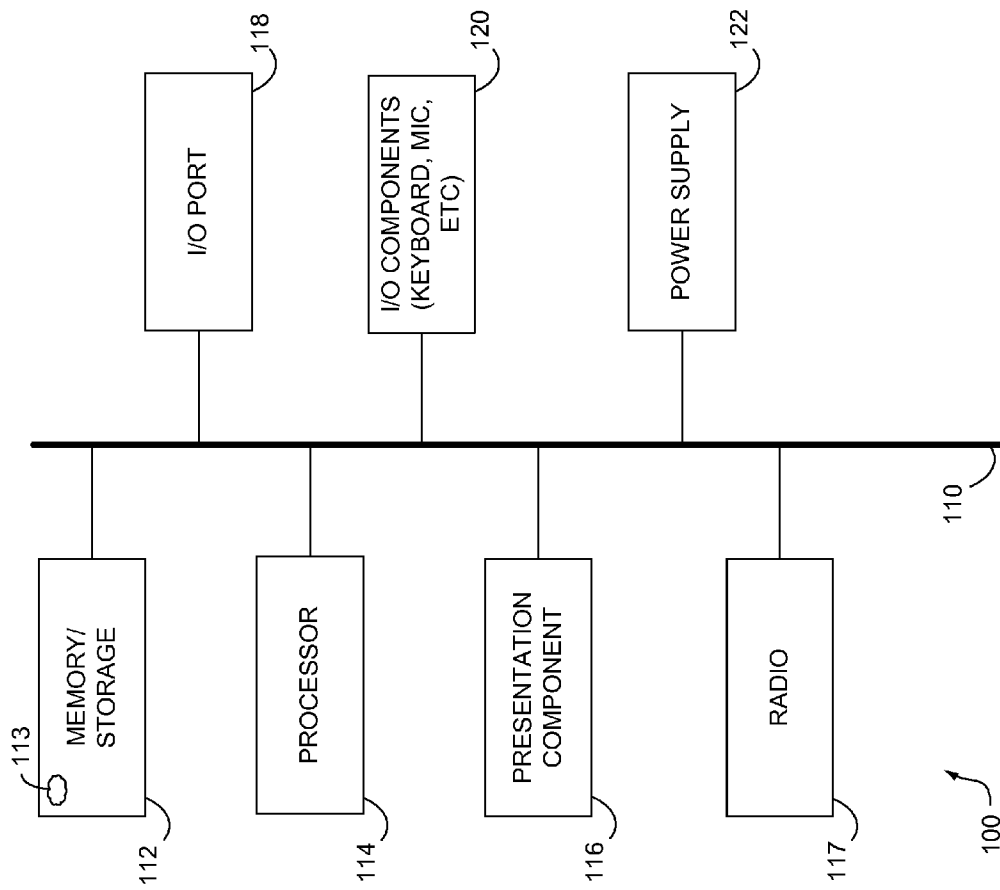 113
MEMORY/
STORAGE
112
PROCESSOR
114
PRESENTATION
COMPONENT
116
RADIO
117
100
110
I/O PORT
118
I/O COMPONENTS
(KEYBOARD, MIC,
ETC)
120
POWER SUPPLY
122